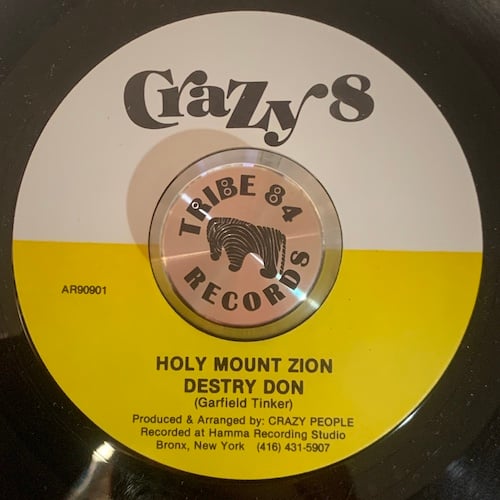 Crazy 8
TRIBE 84
RECORDS
AR90901
HOLY MOUNT ZION
DESTRY DON
(Garfield Tinker)
Produced & Arranged by: CRAZY PEOPLE
Recorded at Hamma Recording Studio
Bronx, New York (416) 431-5907